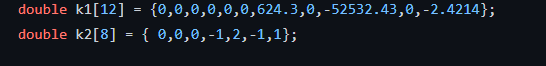 double k1[12] = {0,0,0,0,0,0,624.3,0,-52532.43,0,-2.4214};
double k2[8] = { 0,0,0,-1,2,-1,1};